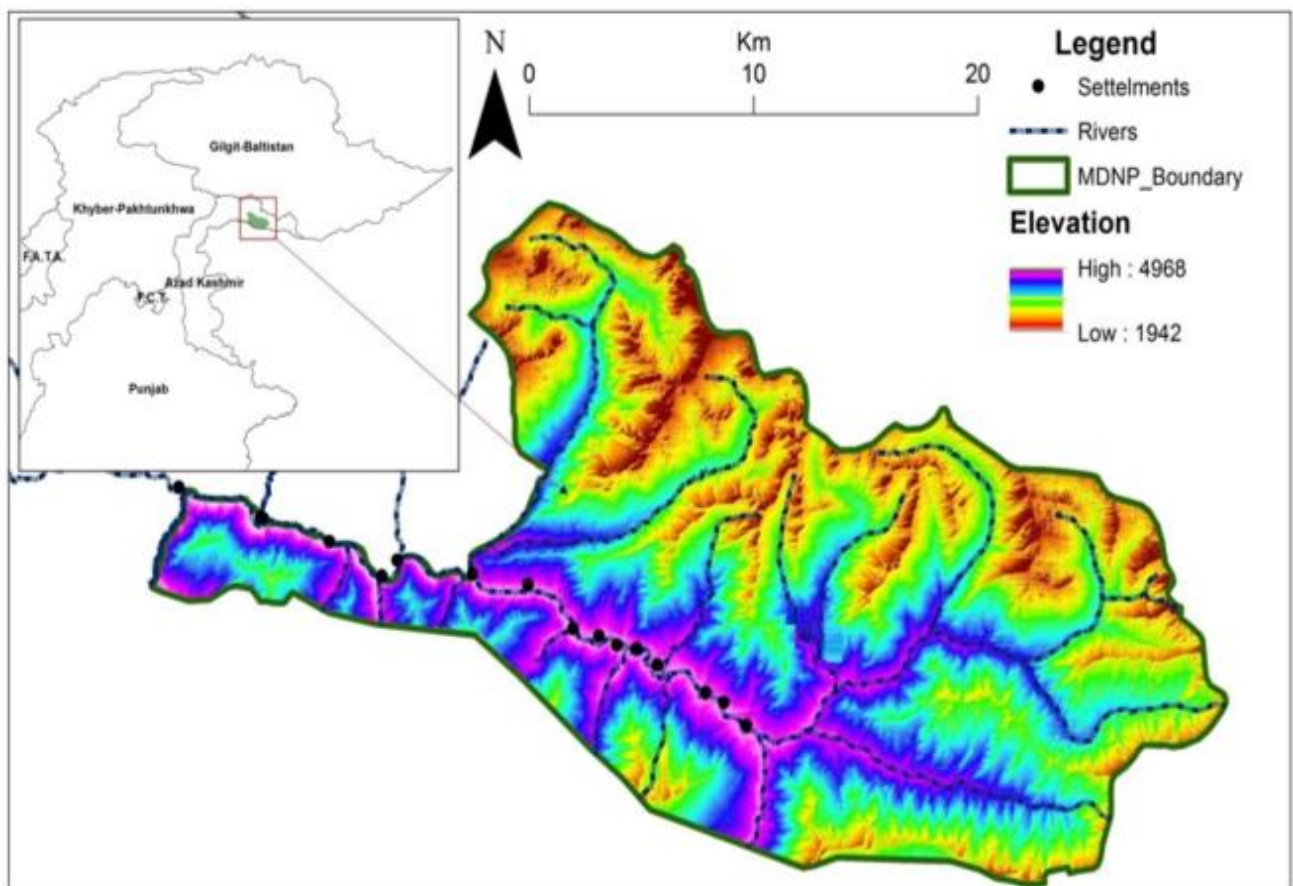 Gilgit-Baltistan
Khyber-Pakhtunkhwa
F.A.T.A.
Azad Kashmir
F.C.T.
Punjab
N
Km
0 10 20
Legend
Settelments
Rivers
MDNP_Boundary
Elevation
High : 4968
Low : 1942